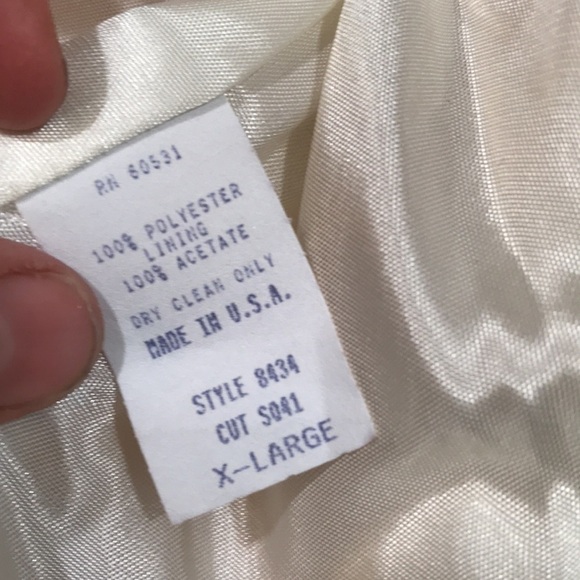 RN 60531
100% POLYESTER
LINING
100% ACETATE
DRY CLEAN ONLY
MADE IN U.S.A.
STYLE 8434
CUT S041
X-LARGE